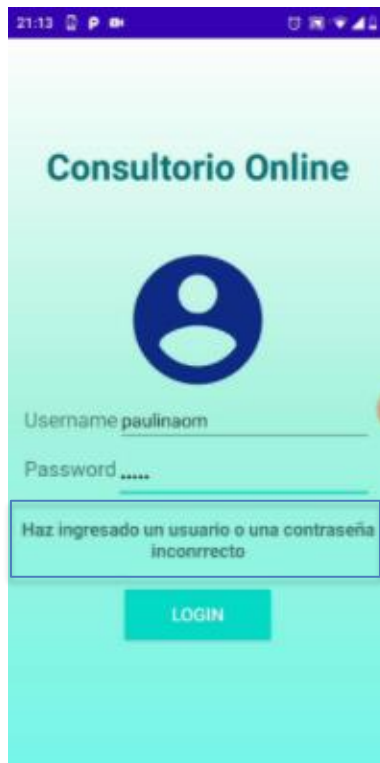 21:13
Consultorio Online
Username paulinaom
Password .....
Haz ingresado un usuario o una contraseña
inconrrecto
LOGIN